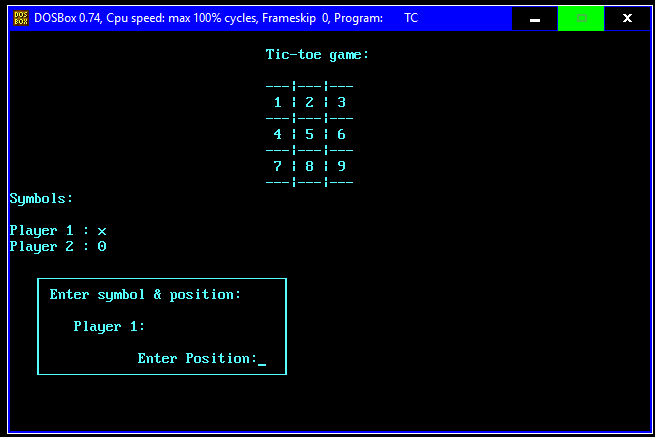 DOS BOX DOSBox 0.74, Cpu speed: max 100% cycles, Frameskip 0, Program: TC
Tic-toe game:
---¦---¦---
1 ¦ 2 ¦ 3
---¦---¦---
4 ¦ 5 ¦ 6
---¦---¦---
7 ¦ 8 ¦ 9
---¦---¦---
Symbols:
Player 1 : x
Player 2 : 0
Enter symbol & position:
Player 1:
Enter Position:_